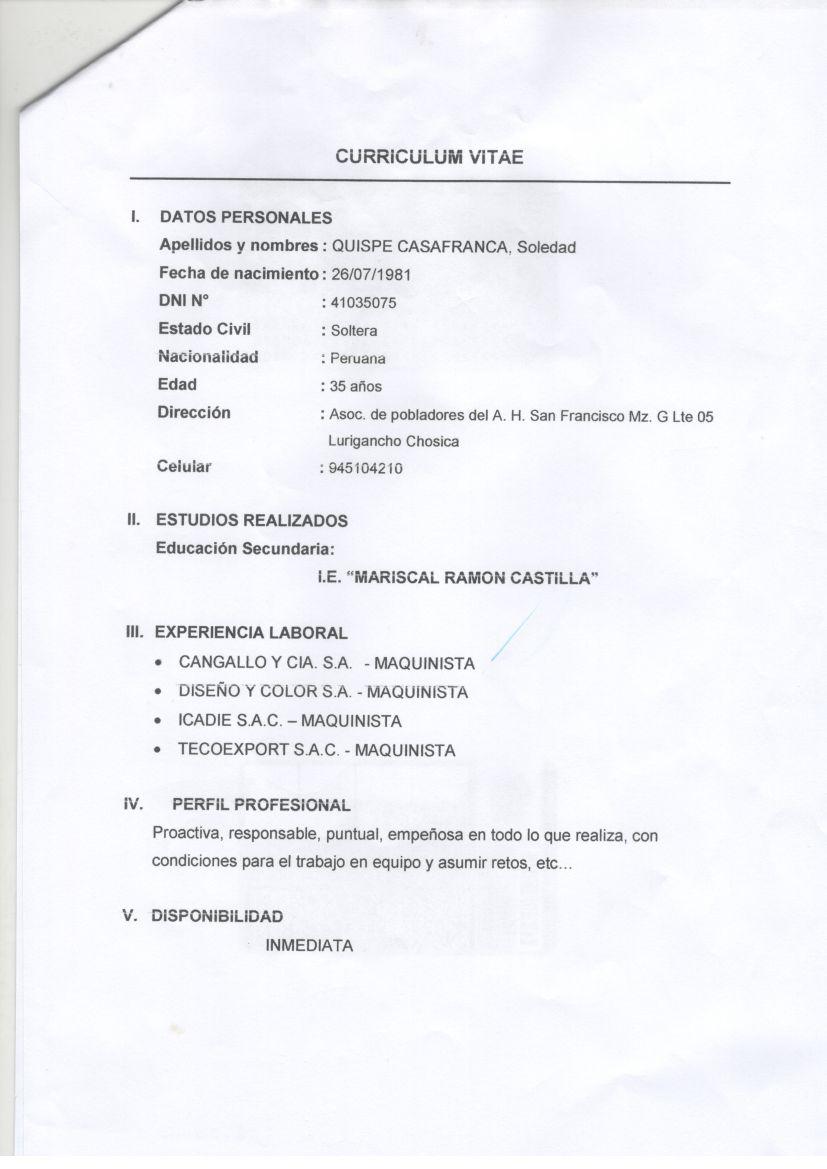 CURRICULUM VITAE
I. DATOS PERSONALES
Apellidos y nombres : QUISPE CASAFRANCA, Soledad
Fecha de nacimiento : 26/07/1981
DNI N° : 41035075
Estado Civil : Soltera
Nacionalidad : Peruana
Edad : 35 años
Dirección : Asoc. de pobladores del A. H. San Francisco Mz. G Lte 05
Lurigancho Chosica
Celular : 945104210
II. ESTUDIOS REALIZADOS
Educación Secundaria:
I.E. “MARISCAL RAMON CASTILLA”
III. EXPERIENCIA LABORAL
• CANGALLO Y CIA. S.A. - MAQUINISTA
• DISEÑO Y COLOR S.A. - MAQUINISTA
• ICADIE S.A.C. – MAQUINISTA
• TECOEXPORT S.A.C. - MAQUINISTA
IV. PERFIL PROFESIONAL
Proactiva, responsable, puntual, empeñosa en todo lo que realiza, con
condiciones para el trabajo en equipo y asumir retos, etc...
V. DISPONIBILIDAD
INMEDIATA